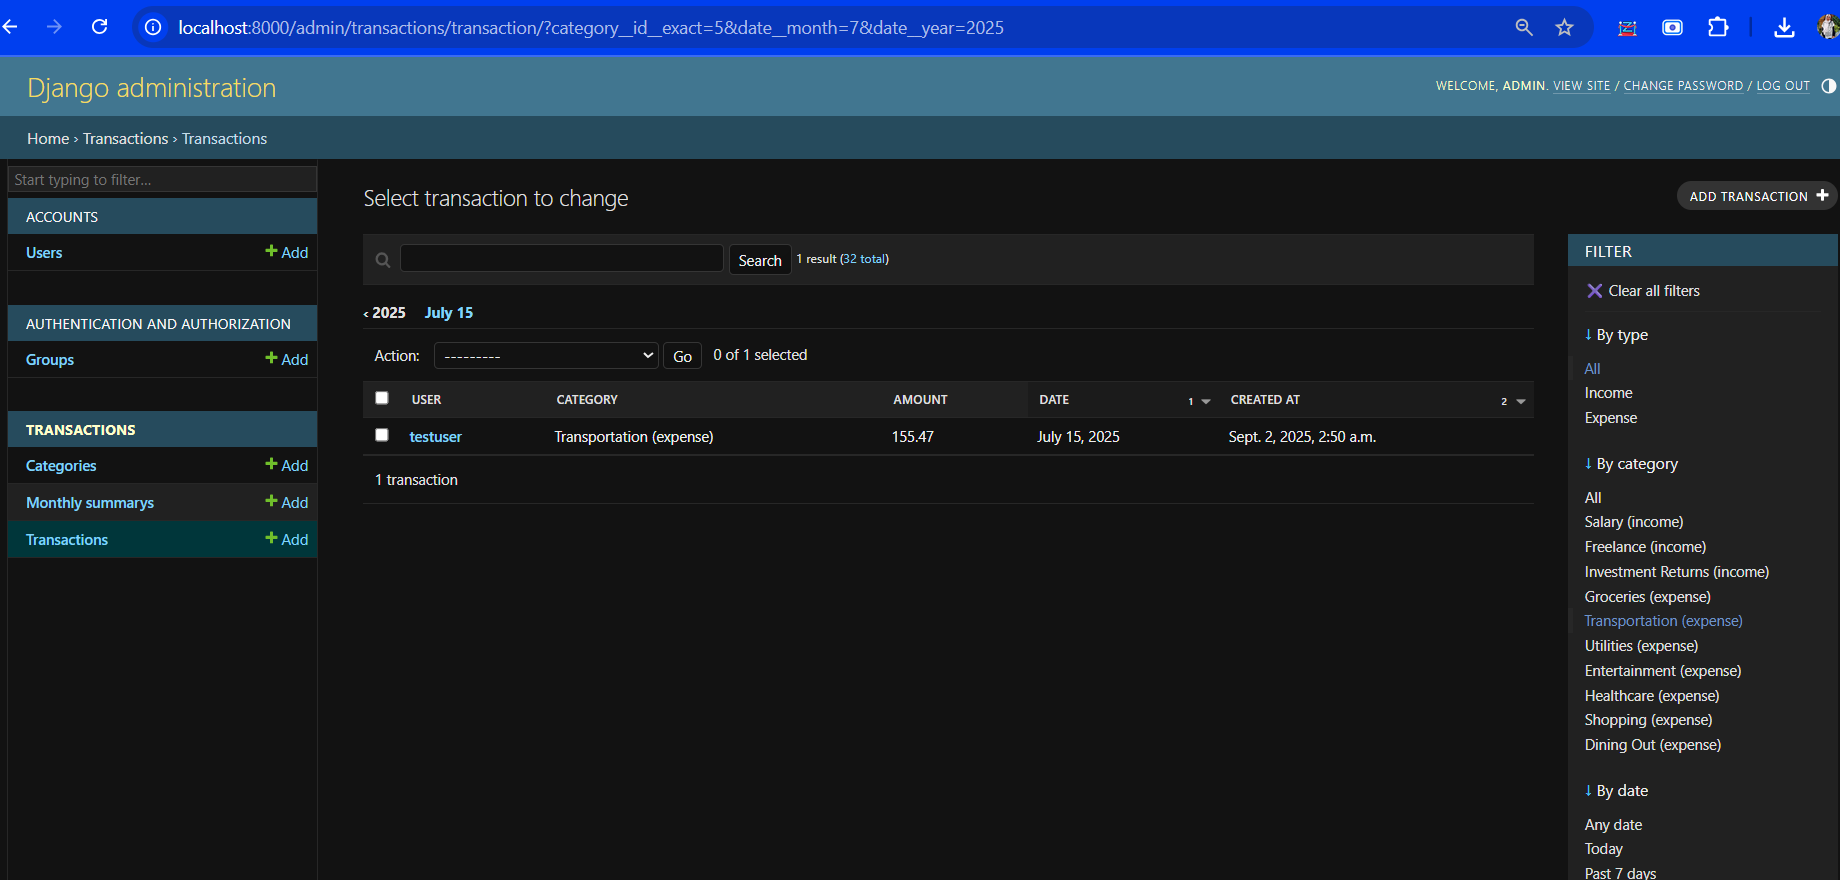 localhost:8000/admin/transactions/transaction/?category__id__exact=5&date__month=7&date__year=2025
Django administration
WELCOME, ADMIN. VIEW SITE / CHANGE PASSWORD / LOG OUT
Home › Transactions › Transactions
Start typing to filter...
ACCOUNTS
Users + Add
AUTHENTICATION AND AUTHORIZATION
Groups + Add
TRANSACTIONS
Categories + Add
Monthly summarys + Add
Transactions + Add
Select transaction to change
ADD TRANSACTION +
Search 1 result (32 total)
‹ 2025 July 15
Action: --------- Go 0 of 1 selected
USER CATEGORY AMOUNT DATE 1 CREATED AT 2
testuser Transportation (expense) 155.47 July 15, 2025 Sept. 2, 2025, 2:50 a.m.
1 transaction
FILTER
Clear all filters
↓ By type
All
Income
Expense
↓ By category
All
Salary (income)
Freelance (income)
Investment Returns (income)
Groceries (expense)
Transportation (expense)
Utilities (expense)
Entertainment (expense)
Healthcare (expense)
Shopping (expense)
Dining Out (expense)
↓ By date
Any date
Today
Past 7 days